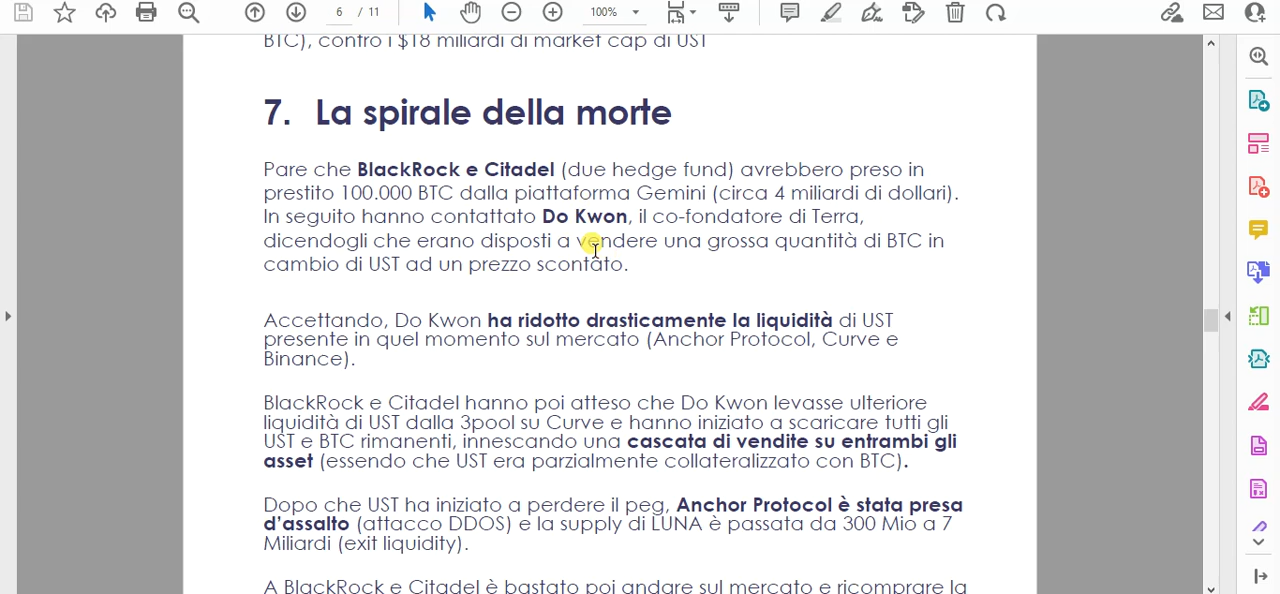 6 / 11
100%
BTC), contro i $18 miliardi di market cap di UST
7. La spirale della morte
Pare che BlackRock e Citadel (due hedge fund) avrebbero preso in
prestito 100.000 BTC dalla piattaforma Gemini (circa 4 miliardi di dollari).
In seguito hanno contattato Do Kwon, il co-fondatore di Terra,
dicendogli che erano disposti a vendere una grossa quantità di BTC in
cambio di UST ad un prezzo scontato.
Accettando, Do Kwon ha ridotto drasticamente la liquidità di UST
presente in quel momento sul mercato (Anchor Protocol, Curve e
Binance).
BlackRock e Citadel hanno poi atteso che Do Kwon levasse ulteriore
liquidità di UST dalla 3pool su Curve e hanno iniziato a scaricare tutti gli
UST e BTC rimanenti, innescando una cascata di vendite su entrambi gli
asset (essendo che UST era parzialmente collateralizzato con BTC).
Dopo che UST ha iniziato a perdere il peg, Anchor Protocol è stata presa
d'assalto (attacco DDOS) e la supply di LUNA è passata da 300 Mio a 7
Miliardi (exit liquidity).
A BlackRock e Citadel è bastato poi andare sul mercato e ricomprare la